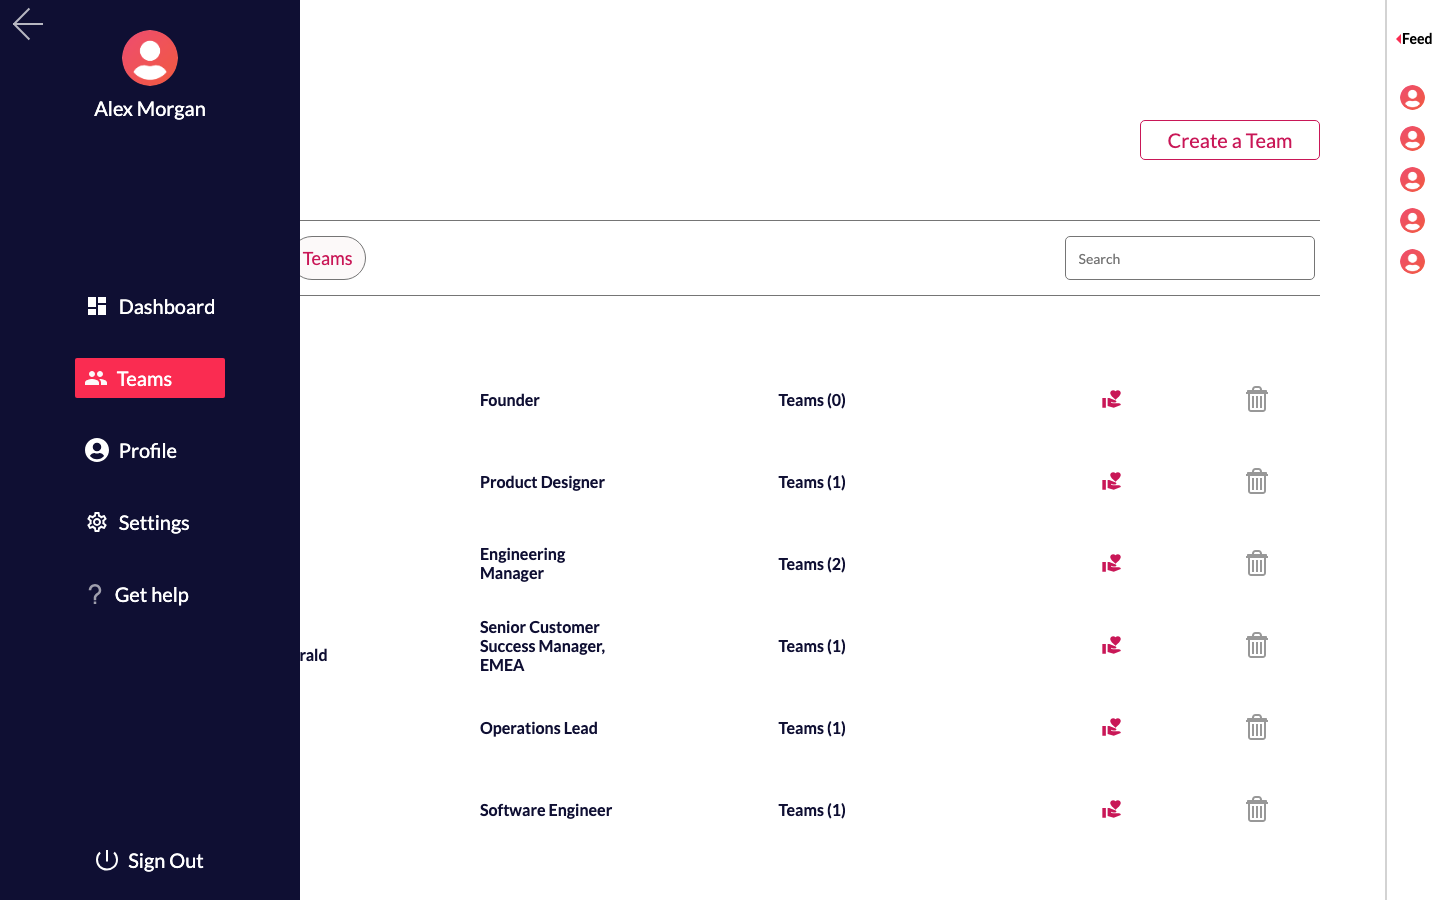 Alex Morgan
Dashboard
Teams
Profile
Settings
Get help
Sign Out
Create a Team
Teams
Search
Founder
Teams (0)
Product Designer
Teams (1)
Engineering
Manager
Teams (2)
rald
Senior Customer
Success Manager,
EMEA
Teams (1)
Operations Lead
Teams (1)
Software Engineer
Teams (1)
Feed